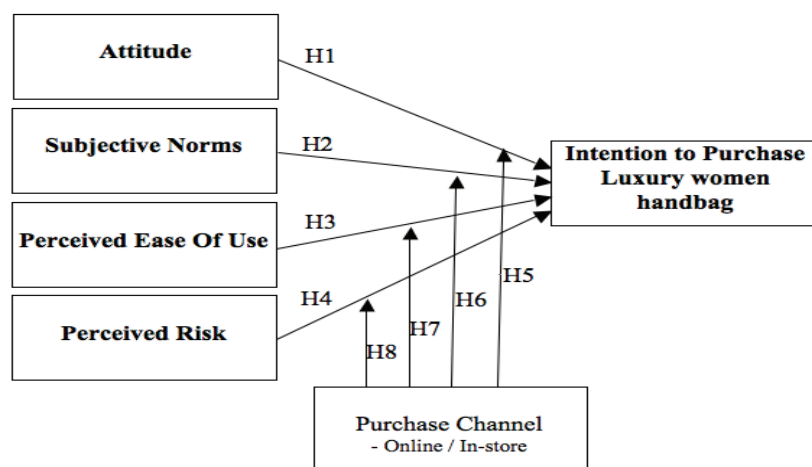 Attitude
H1
Subjective Norms
H2
Intention to Purchase
Luxury women
handbag
Perceived Ease Of Use
H3
H4
H5
H6
H7
H8
Perceived Risk
Purchase Channel
- Online / In-store